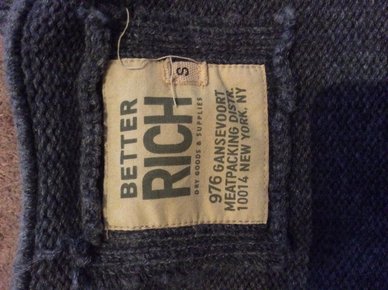 S
BETTER
RICH
DRY GOODS & SUPPLIES
976 GANSEVOORT
MEATPACKING DISTR.
10014 NEW YORK. NY